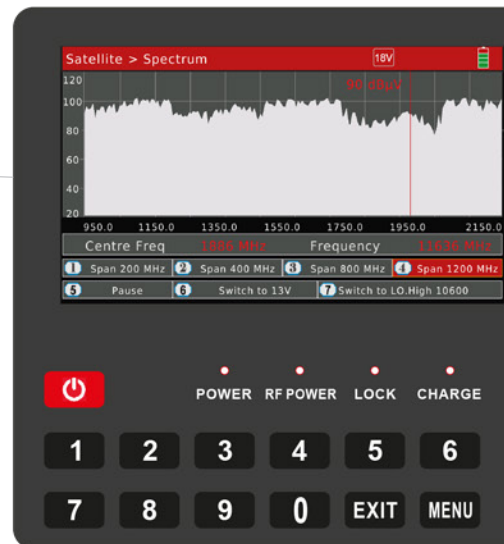 Satellite > Spectrum 18V
90 dBµV
120
100
80
60
40
20
950.0 1150.0 1350.0 1550.0 1750.0 1950.0 2150.0
Centre Freq 1886 MHz Frequency 11636 MHz
1 Span 200 MHz 2 Span 400 MHz 3 Span 800 MHz 4 Span 1200 MHz
5 Pause 6 Switch to 13V 7 Switch to LO.High 10600
POWER RF POWER LOCK CHARGE
1 2 3 4 5 6
7 8 9 0 EXIT MENU